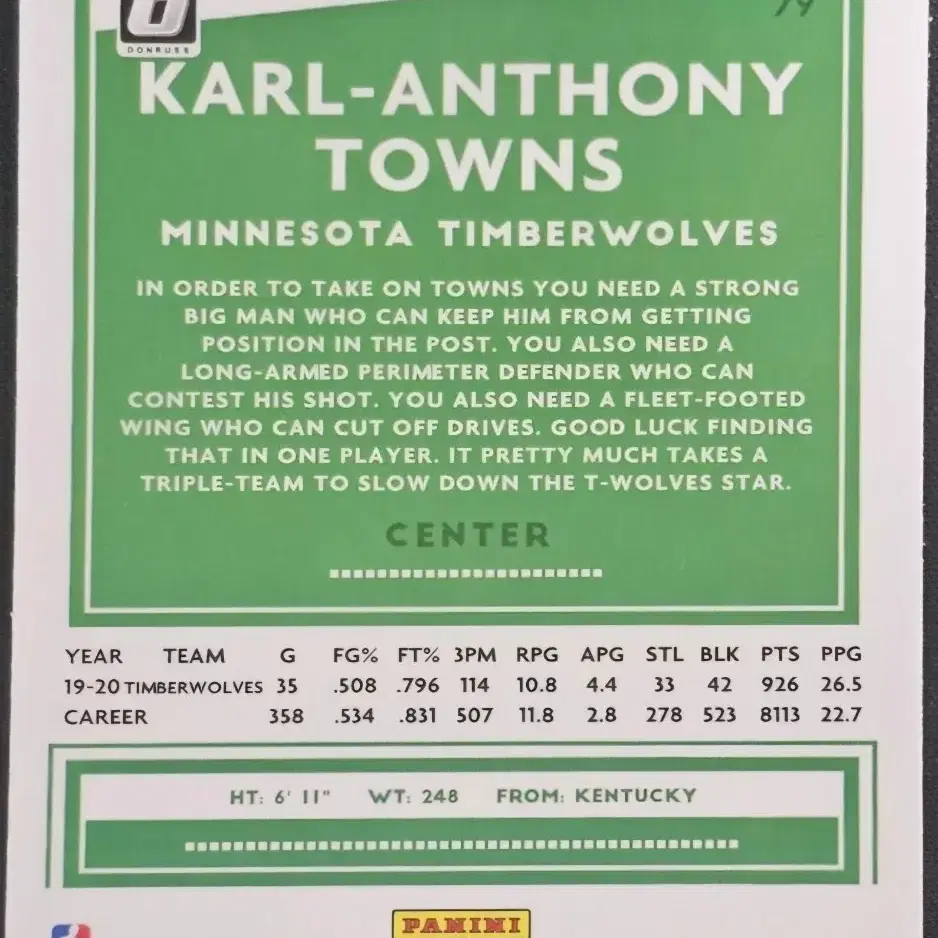 DONRUSS
KARL-ANTHONY
TOWNS
MINNESOTA TIMBERWOLVES
IN ORDER TO TAKE ON TOWNS YOU NEED A STRONG
BIG MAN WHO CAN KEEP HIM FROM GETTING
POSITION IN THE POST. YOU ALSO NEED A
LONG-ARMED PERIMETER DEFENDER WHO CAN
CONTEST HIS SHOT. YOU ALSO NEED A FLEET-FOOTED
WING WHO CAN CUT OFF DRIVES. GOOD LUCK FINDING
THAT IN ONE PLAYER. IT PRETTY MUCH TAKES A
TRIPLE-TEAM TO SLOW DOWN THE T-WOLVES STAR.
CENTER
YEAR TEAM G FG% FT% 3PM RPG APG STL BLK PTS PPG
19-20 TIMBERWOLVES 35 .508 .796 114 10.8 4.4 33 42 926 26.5
CAREER 358 .534 .831 507 11.8 2.8 278 523 8113 22.7
HT: 6' 11" WT: 248 FROM: KENTUCKY
PANINI